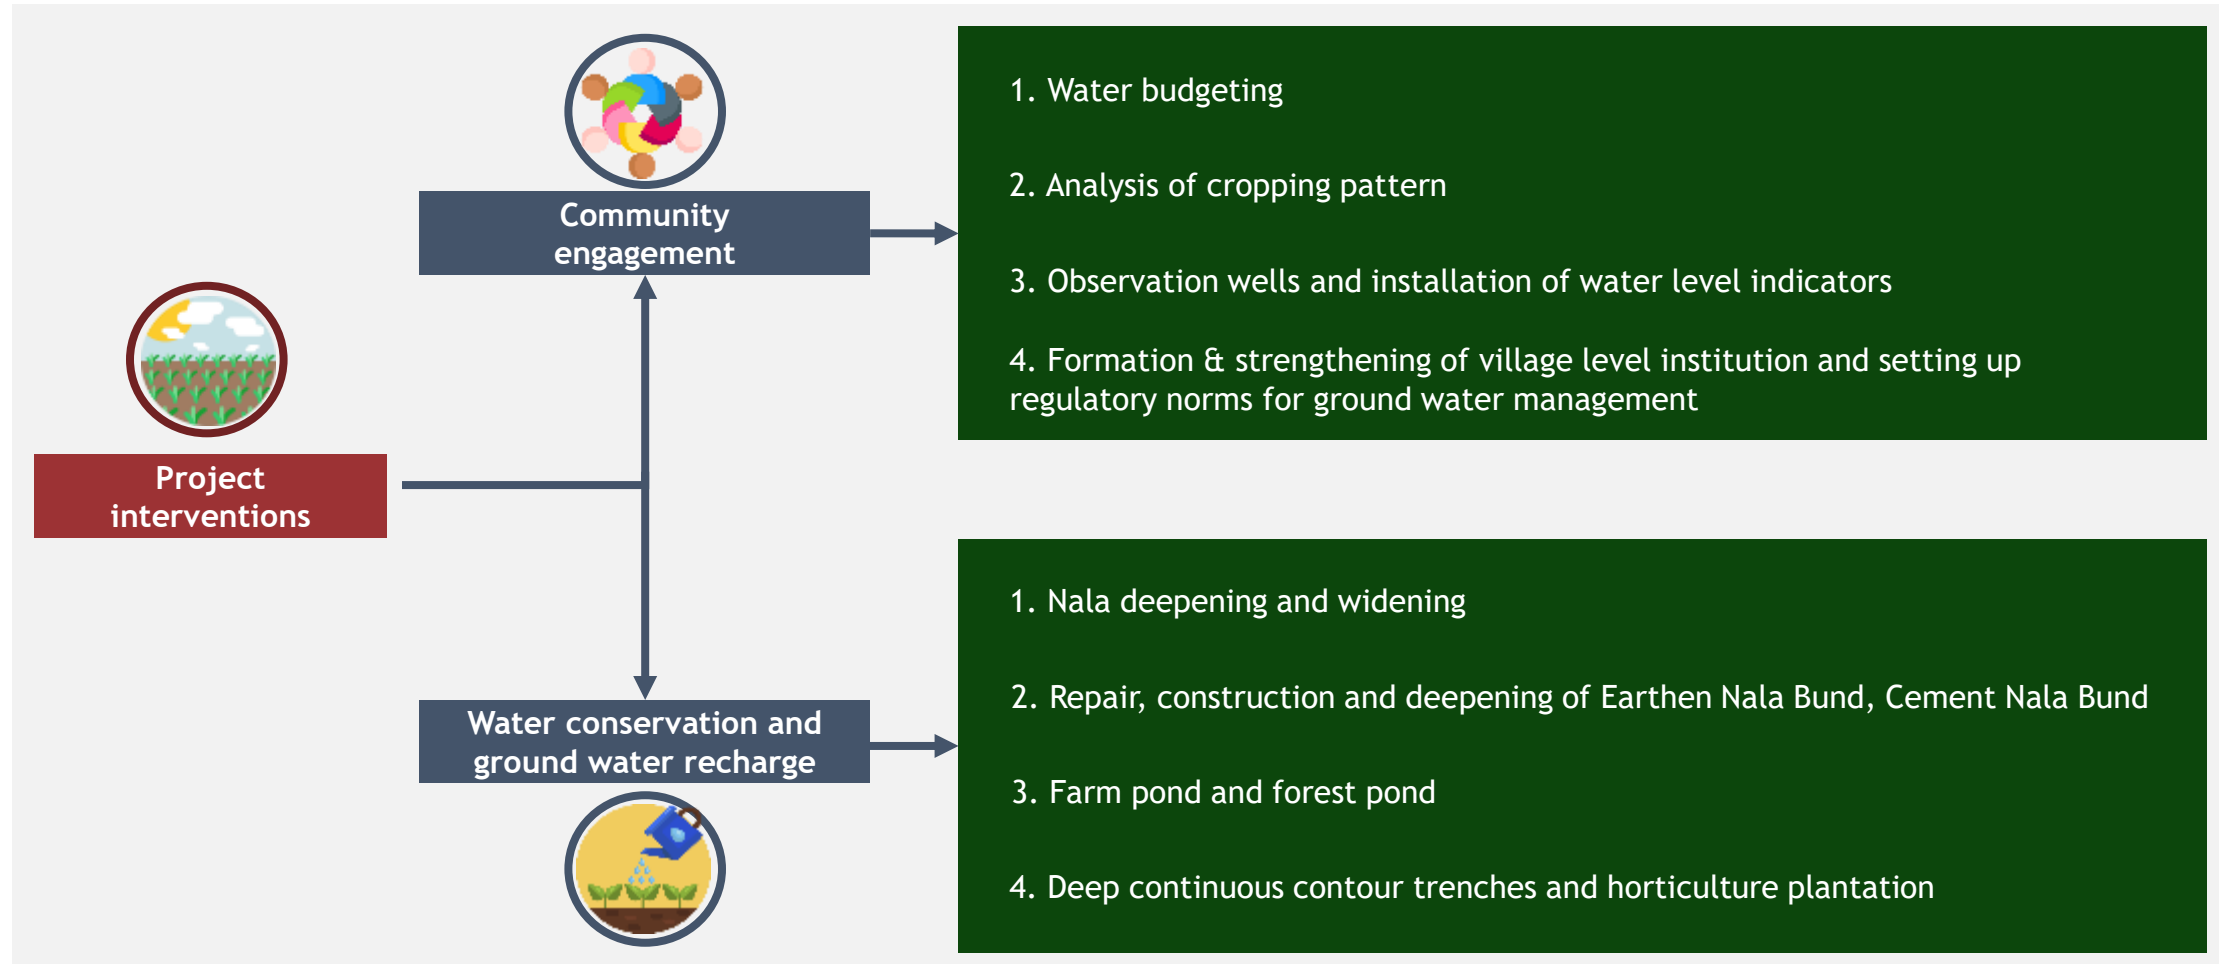 Project
interventions
Community
engagement
1. Water budgeting
2. Analysis of cropping pattern
3. Observation wells and installation of water level indicators
4. Formation & strengthening of village level institution and setting up
regulatory norms for ground water management
Water conservation and
ground water recharge
1. Nala deepening and widening
2. Repair, construction and deepening of Earthen Nala Bund, Cement Nala Bund
3. Farm pond and forest pond
4. Deep continuous contour trenches and horticulture plantation